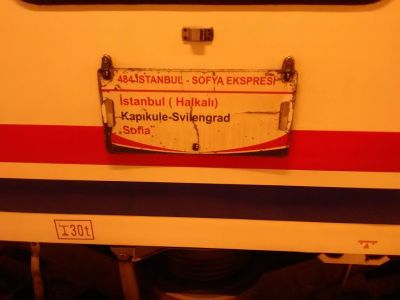 484 İSTANBUL - SOFYA EKSPRESİ
İstanbul ( Halkalı)
Kapıkule-Svilengrad
Sofia
30t